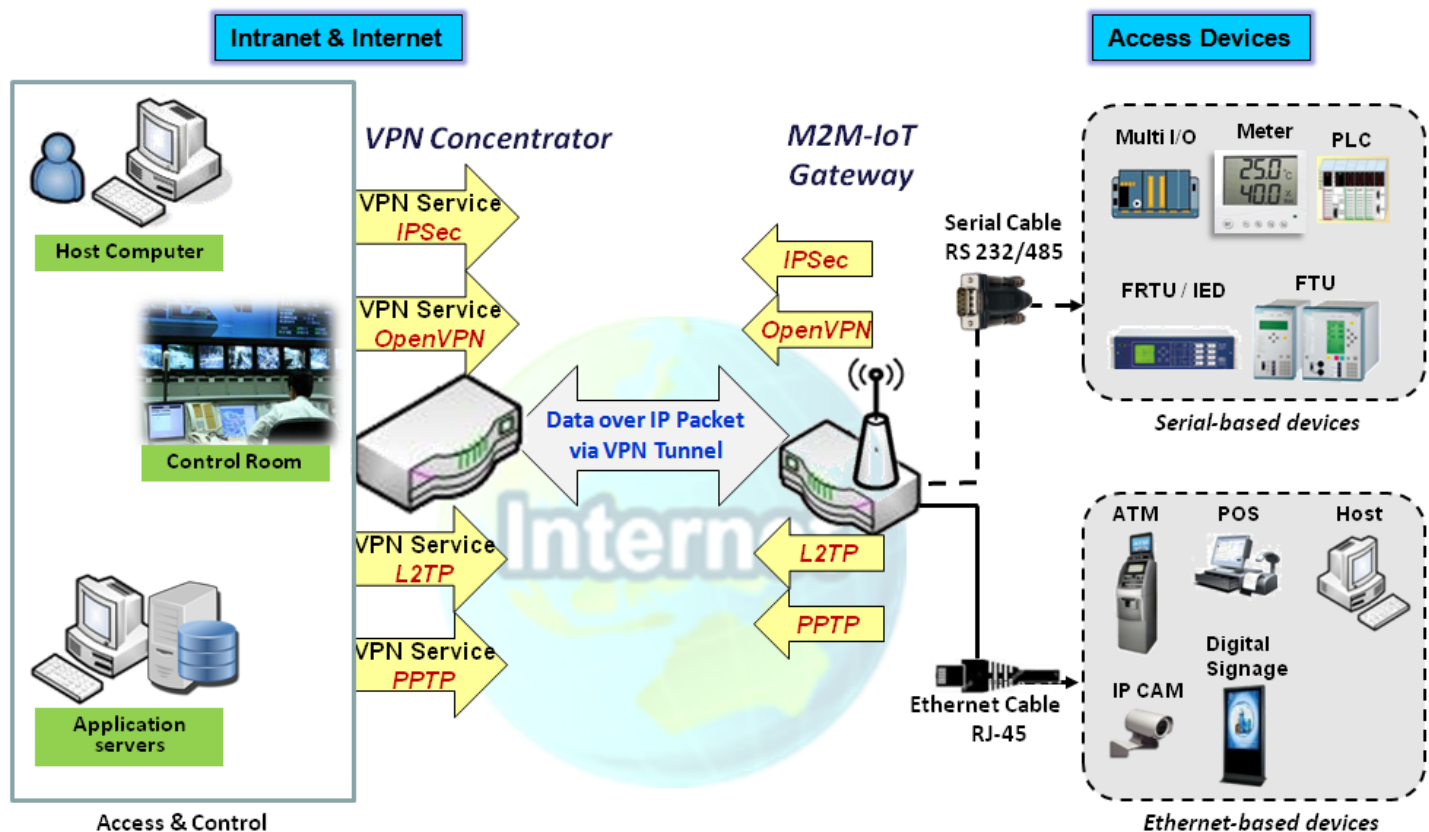 Intranet & Internet
Access Devices
VPN Concentrator
M2M-IoT
Gateway
Host Computer
Control Room
Application
servers
Access & Control
VPN Service
IPSec
VPN Service
OpenVPN
VPN Service
L2TP
VPN Service
PPTP
Data over IP Packet
via VPN Tunnel
Internet
IPSec
OpenVPN
L2TP
PPTP
Serial Cable
RS 232/485
Ethernet Cable
RJ-45
Multi I/O
Meter
PLC
25.0 °C
40.0 %
FRTU / IED
FTU
Serial-based devices
ATM
POS
Host
Digital
Signage
IP CAM
Ethernet-based devices